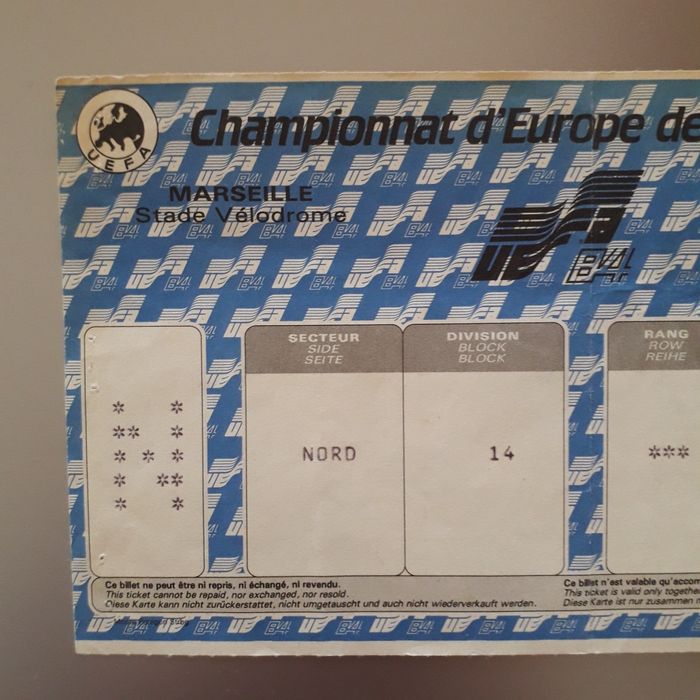 UEFA
Championnat d'Europe de
MARSEILLE
Stade Vélodrome
UEFA
84
SECTEUR
SIDE
SEITE
DIVISION
BLOCK
BLOCK
RANG
ROW
REIHE
NORD
14
***
Ce billet ne peut être ni repris, ni échangé, ni revendu.
This ticket cannot be repaid, nor exchanged, nor resold.
Diese Karte kann nicht zurückerstattet, nicht umgetauscht und auch nicht wiederverkauft werden.
Ce billet n'est valable qu'accom
This ticket is valid only together
Diese Karte ist nur zusammen m